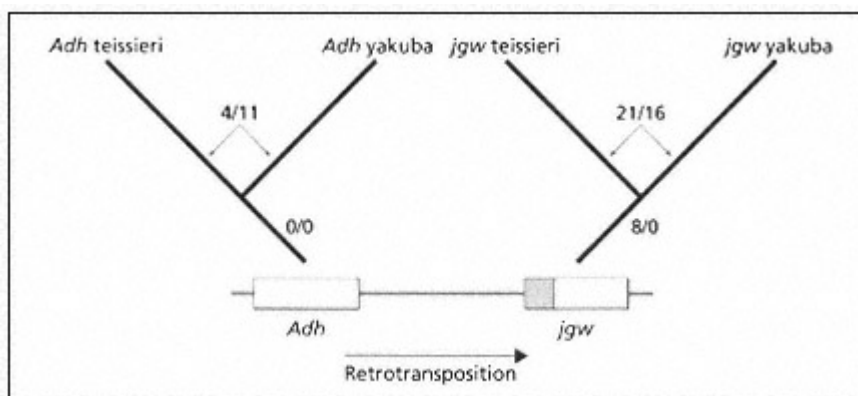 Adh teissieri
Adh yakuba
jgw teissieri
jgw yakuba
4/11
21/16
0/0
8/0
Adh
jgw
Retrotransposition